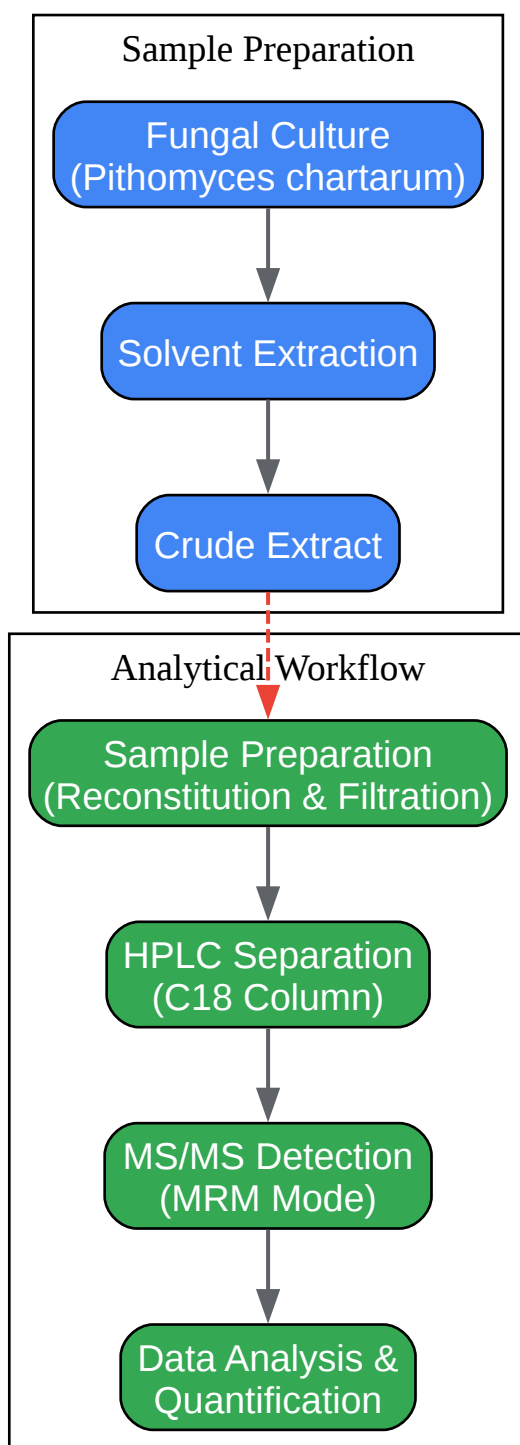 Sample Preparation
Fungal Culture
(Pithomyces chartarum)
Solvent Extraction
Crude Extract
Analytical Workflow
Sample Preparation
(Reconstitution & Filtration)
HPLC Separation
(C18 Column)
MS/MS Detection
(MRM Mode)
Data Analysis &
Quantification